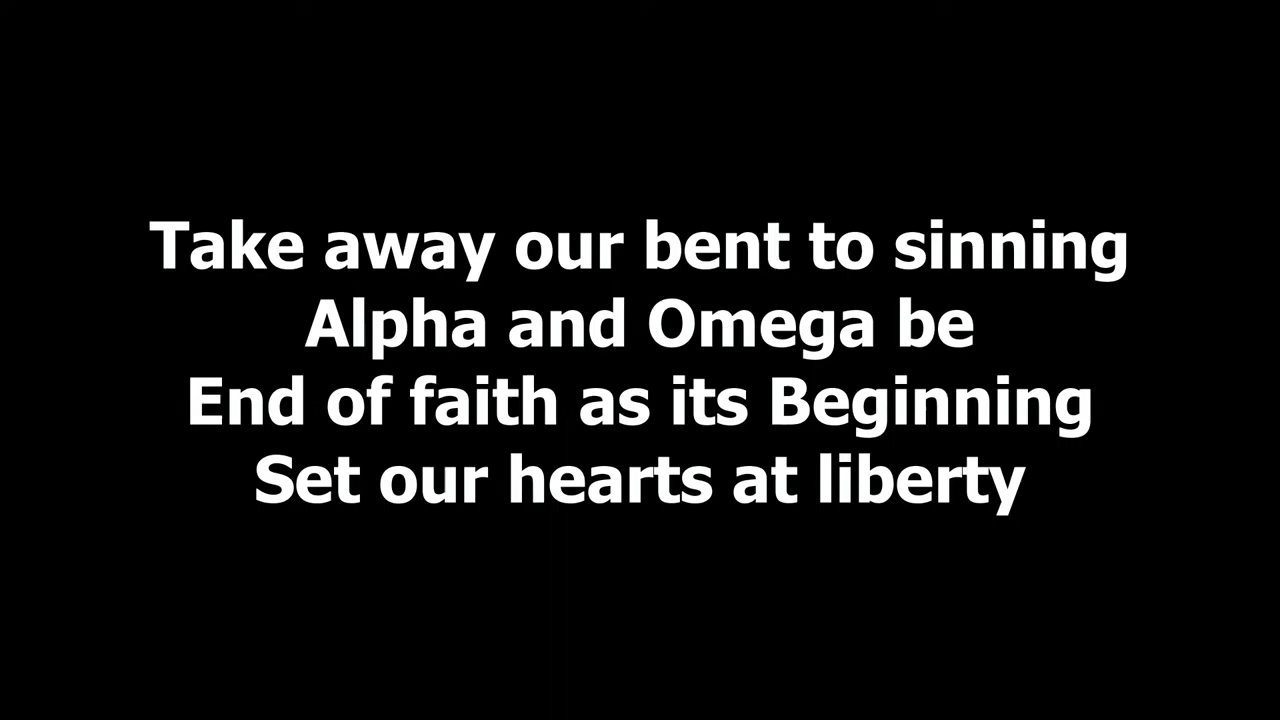 Take away our bent to sinning
Alpha and Omega be
End of faith as its Beginning
Set our hearts at liberty